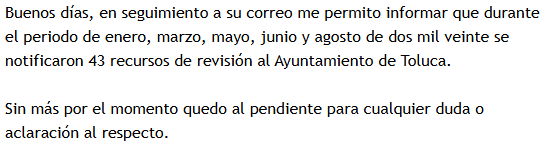 Buenos días, en seguimiento a su correo me permito informar que durante
el periodo de enero, marzo, mayo, junio y agosto de dos mil veinte se
notificaron 43 recursos de revisión al Ayuntamiento de Toluca.
Sin más por el momento quedo al pendiente para cualquier duda o
aclaración al respecto.